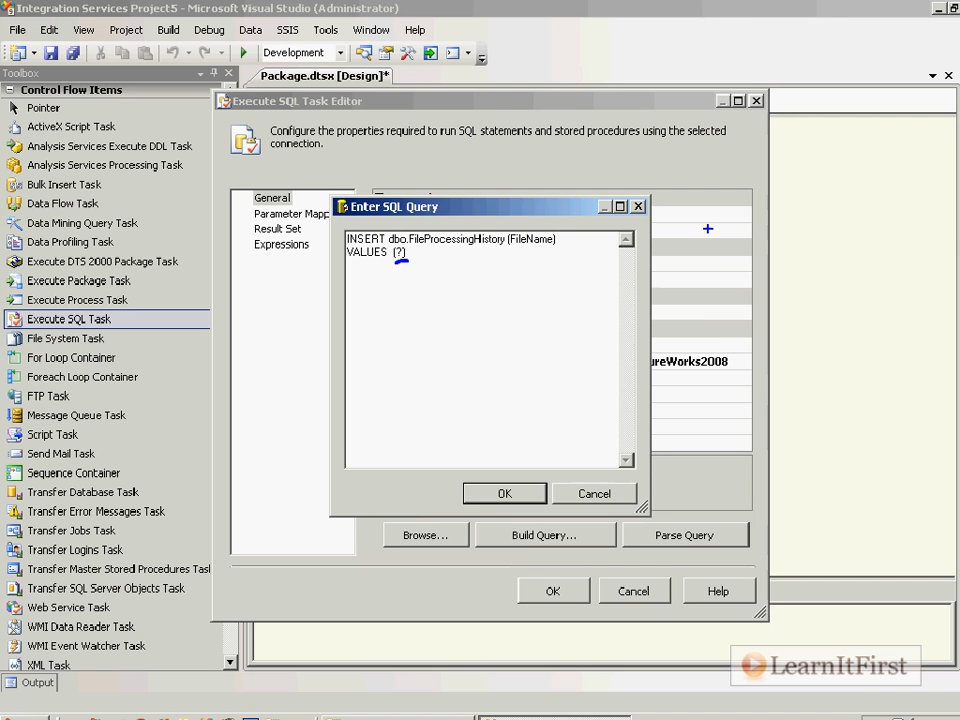 Integration Services Project5 - Microsoft Visual Studio (Administrator)
File Edit View Project Build Debug Data SSIS Tools Window Help
Development
Toolbox
Package.dtsx [Design]*
Control Flow Items
Pointer
ActiveX Script Task
Analysis Services Execute DDL Task
Analysis Services Processing Task
Bulk Insert Task
Data Flow Task
Data Mining Query Task
Data Profiling Task
Execute DTS 2000 Package Task
Execute Package Task
Execute Process Task
Execute SQL Task
File System Task
For Loop Container
Foreach Loop Container
FTP Task
Message Queue Task
Script Task
Send Mail Task
Sequence Container
Transfer Database Task
Transfer Error Messages Task
Transfer Jobs Task
Transfer Logins Task
Transfer Master Stored Procedures Tas
Transfer SQL Server Objects Task
Web Service Task
WMI Data Reader Task
WMI Event Watcher Task
XML Task
Output
Execute SQL Task Editor
Configure the properties required to run SQL statements and stored procedures using the selected
connection.
General
Parameter Mapp
Result Set
Expressions
Enter SQL Query
INSERT dbo.FileProcessingHistory (FileName)
VALUES (?)
ureWorks2008
OK Cancel
Browse... Build Query... Parse Query
OK Cancel Help
LearnItFirst